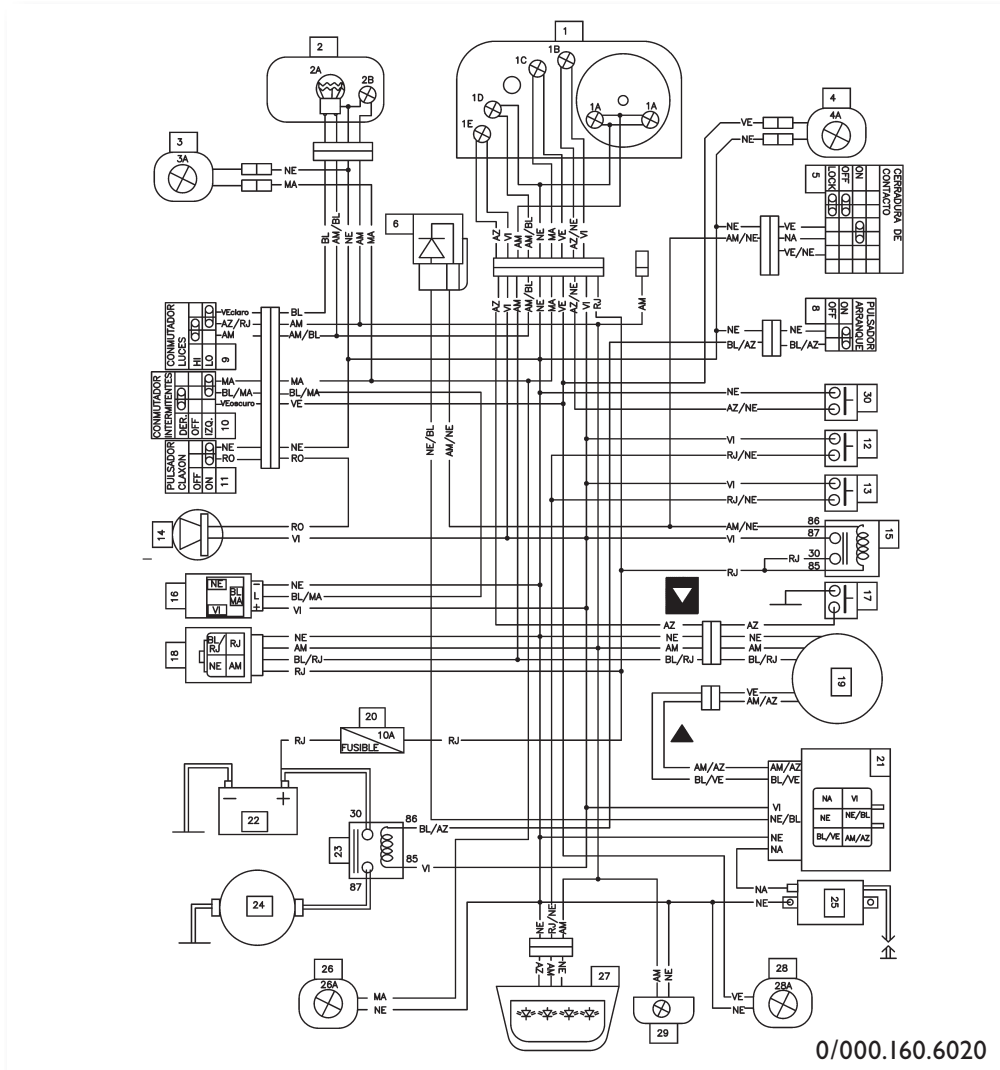 1
2
2A
2B
1C
1B
1D
1E
1A
1A
3
3A
NE
MA
BL
AM/BL
NE
AM
MA
6
AZ
VI
AM
AM/BL
NE
MA
VE
AZ/NE
VI
AZ
VI
AM
AM/BL
NE
MA
VE
AZ/NE
VI
RJ
AM
4
4A
VE
NE
5
LOCK
OFF
ON
CERRADURA DE
CONTACTO
NE
AM/NE
VE
NA
VE/NE
8
OFF
ON
PULSADOR
ARRANQUE
NE
BL/AZ
NE
BL/AZ
CONMUTADOR
LUCES
HI
LO
9
VEclaro
AZ/RJ
AM
BL
AM
AM/BL
CONMUTADOR
INTERMITENTES
DER.
OFF
IZQ.
10
MA
BL/MA
VEoscuro
MA
BL/MA
VE
PULSADOR
CLAXON
OFF
ON
11
NE
RO
NE
RO
NE/BL
AM/NE
NE
AZ/NE
30
VI
RJ/NE
12
VI
RJ/NE
13
14
RO
VI
AM/NE
VI
RJ
RJ
86
87
30
85
15
16
NE
BL
MA
VI
–
L
+
NE
BL/MA
VI
17
18
BL/
RJ
RJ
NE
AM
NE
AM
BL/RJ
RJ
AZ
NE
AM
BL/RJ
AZ
NE
AM
BL/RJ
19
VE
AM/AZ
20
10A
FUSIBLE
RJ
RJ
AM/AZ
BL/VE
AM/AZ
BL/VE
VI
NE/BL
NE
NA
21
NA
VI
NE
NE/BL
BL/VE
AM/AZ
–
+
22
30
86
BL/AZ
23
85
VI
87
24
NA
NE
25
NE
RJ/NE
AM
AZ
AM
NE
26
26A
MA
NE
27
AM
NE
29
28
28A
VE
NE
0/000.160.6020